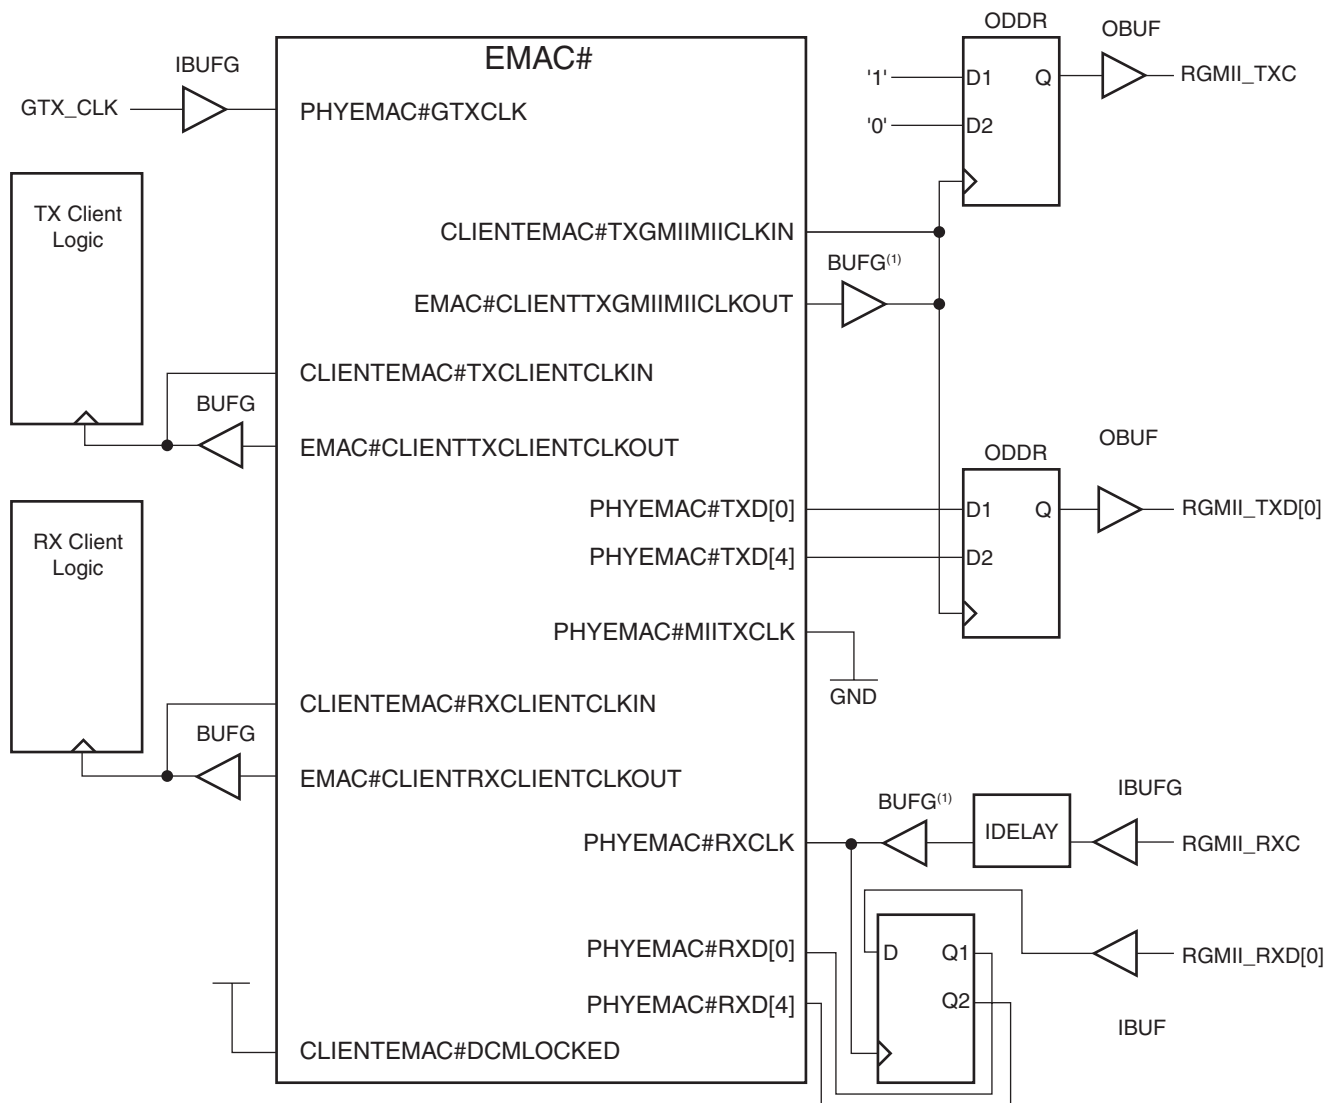 ODDR
OBUF
IBUFG
EMAC#
'1'
D1
Q
RGMII_TXC
GTX_CLK
PHYEMAC#GTXCLK
'0'
D2
TX Client
Logic
CLIENTEMAC#TXGMIIMIICLKIN
BUFG(1)
EMAC#CLIENTTXGMIIMIICLKOUT
CLIENTEMAC#TXCLIENTCLKIN
BUFG
EMAC#CLIENTTXCLIENTCLKOUT
ODDR
OBUF
PHYEMAC#TXD[0]
D1
Q
RGMII_TXD[0]
RX Client
Logic
PHYEMAC#TXD[4]
D2
PHYEMAC#MIITXCLK
GND
CLIENTEMAC#RXCLIENTCLKIN
BUFG
EMAC#CLIENTRXCLIENTCLKOUT
BUFG(1)
IBUFG
PHYEMAC#RXCLK
IDELAY
RGMII_RXC
PHYEMAC#RXD[0]
D
Q1
RGMII_RXD[0]
PHYEMAC#RXD[4]
Q2
IBUF
CLIENTEMAC#DCMLOCKED